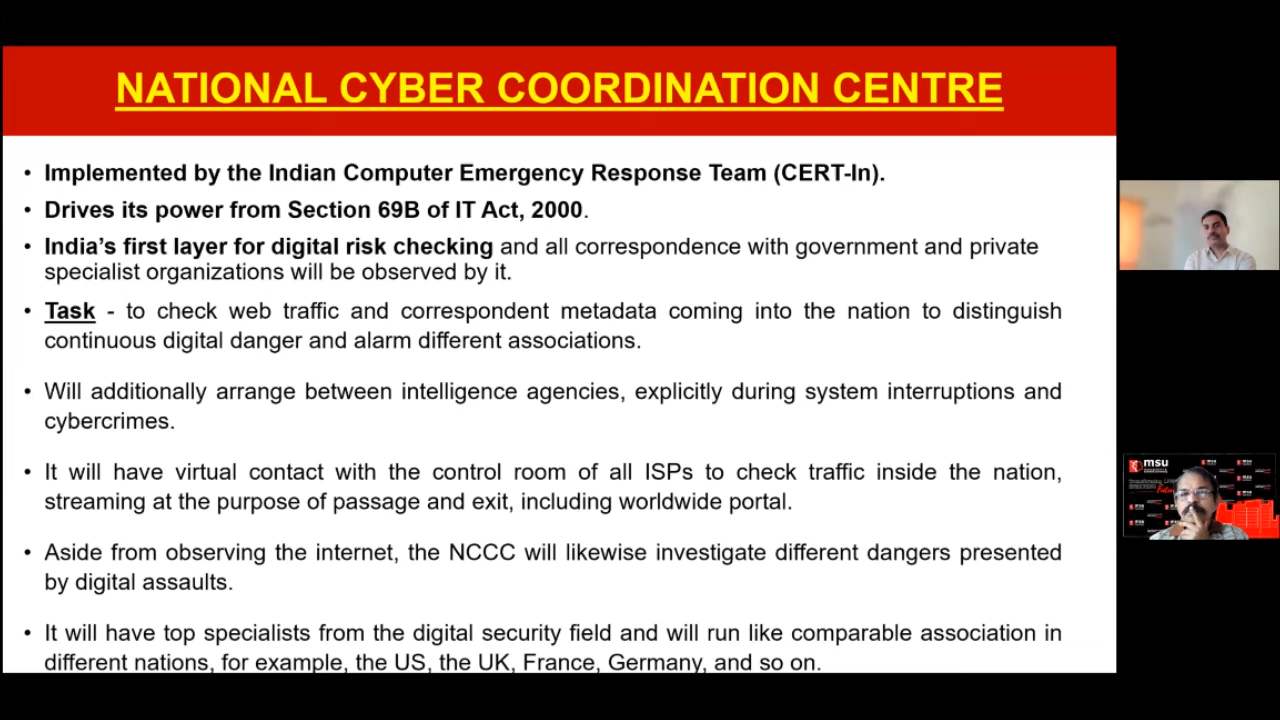 NATIONAL CYBER COORDINATION CENTRE
• Implemented by the Indian Computer Emergency Response Team (CERT-In).
• Drives its power from Section 69B of IT Act, 2000.
• India’s first layer for digital risk checking and all correspondence with government and private
specialist organizations will be observed by it.
• Task - to check web traffic and correspondent metadata coming into the nation to distinguish
continuous digital danger and alarm different associations.
• Will additionally arrange between intelligence agencies, explicitly during system interruptions and
cybercrimes.
• It will have virtual contact with the control room of all ISPs to check traffic inside the nation,
streaming at the purpose of passage and exit, including worldwide portal.
• Aside from observing the internet, the NCCC will likewise investigate different dangers presented
by digital assaults.
• It will have top specialists from the digital security field and will run like comparable association in
different nations, for example, the US, the UK, France, Germany, and so on.
msu